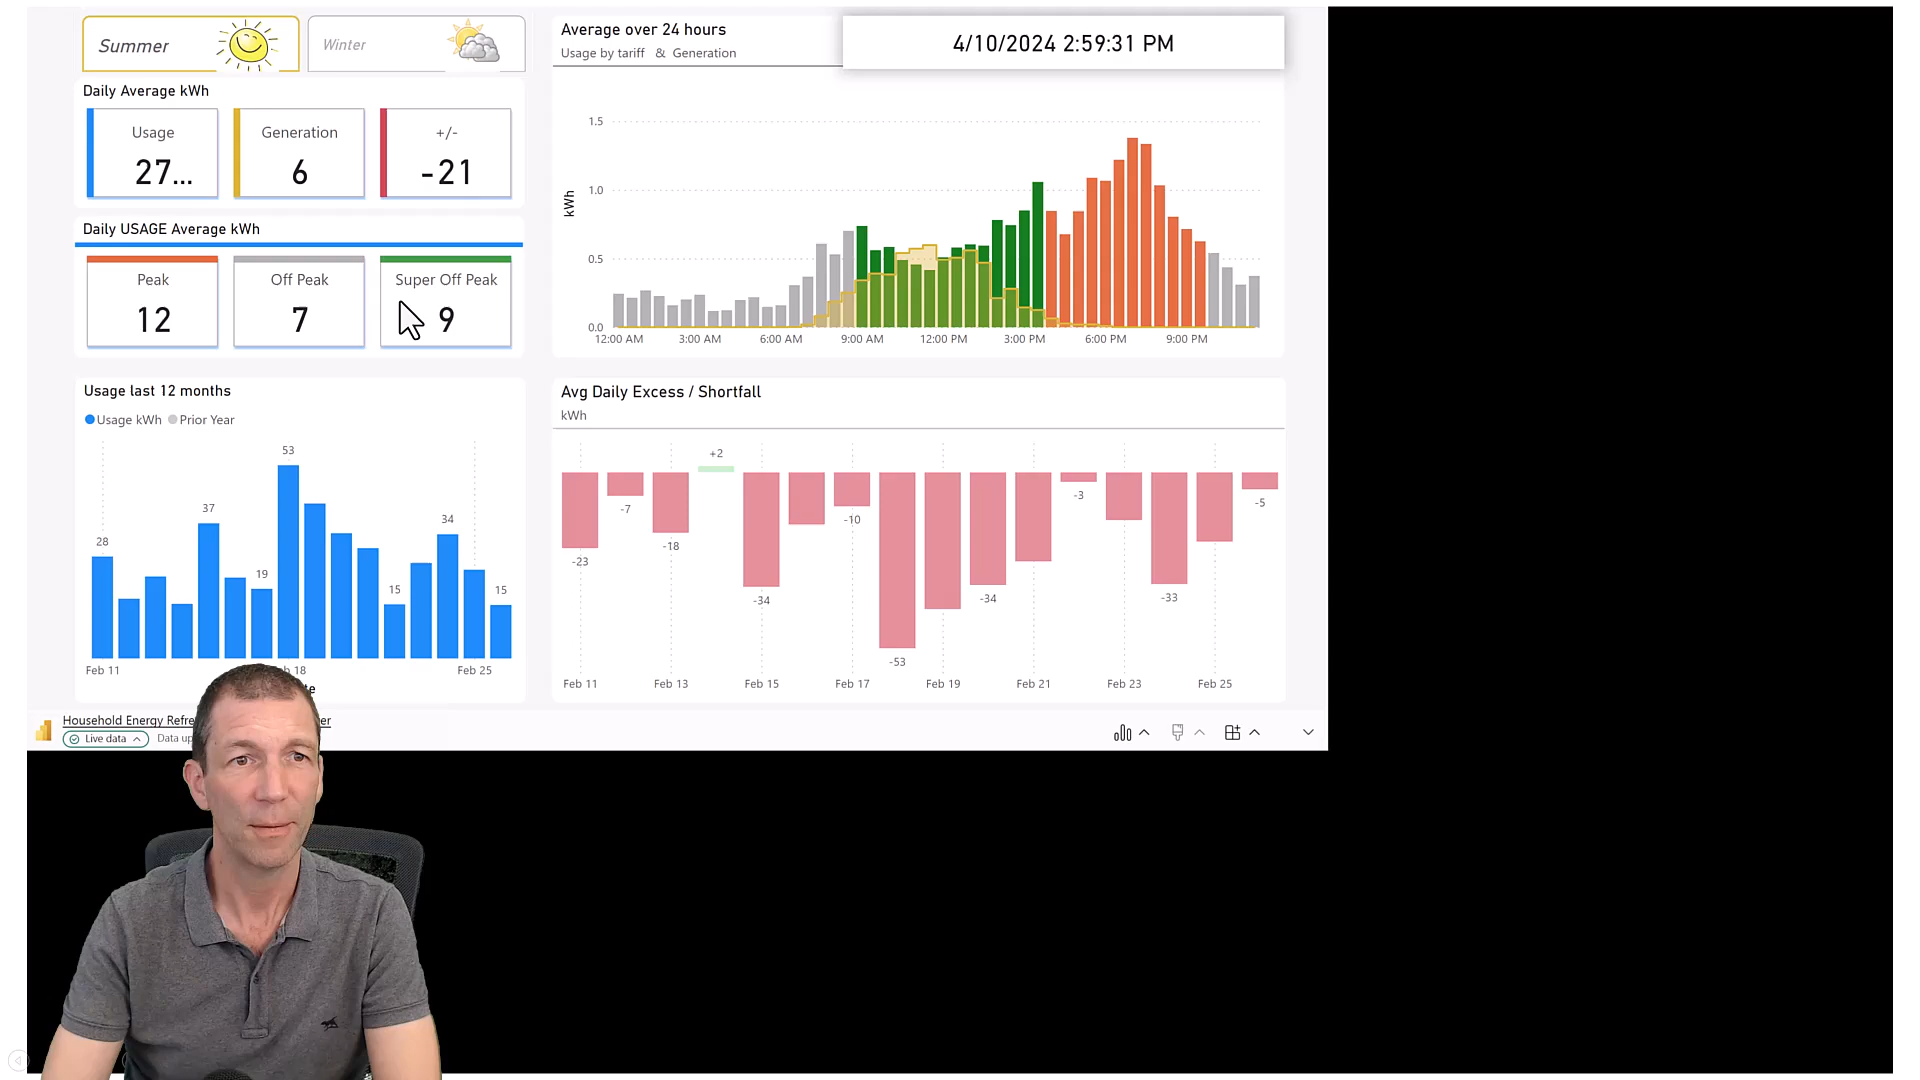 Summer
Winter
Daily Average kWh
Usage
27...
Generation
6
+/-
-21
Daily USAGE Average kWh
Peak
12
Off Peak
7
Super Off Peak
9
Average over 24 hours
Usage by tariff & Generation
4/10/2024 2:59:31 PM
kWh
1.5
1.0
0.5
0.0
12:00 AM 3:00 AM 6:00 AM 9:00 AM 12:00 PM 3:00 PM 6:00 PM 9:00 PM
Usage last 12 months
Usage kWh Prior Year
28
37
19
53
15
34
15
Feb 11 Feb 25
Avg Daily Excess / Shortfall
kWh
-23
-7
-18
+2
-34
-10
-53
-34
-3
-33
-5
Feb 11 Feb 13 Feb 15 Feb 17 Feb 19 Feb 21 Feb 23 Feb 25
Household Energy
Live data
Data